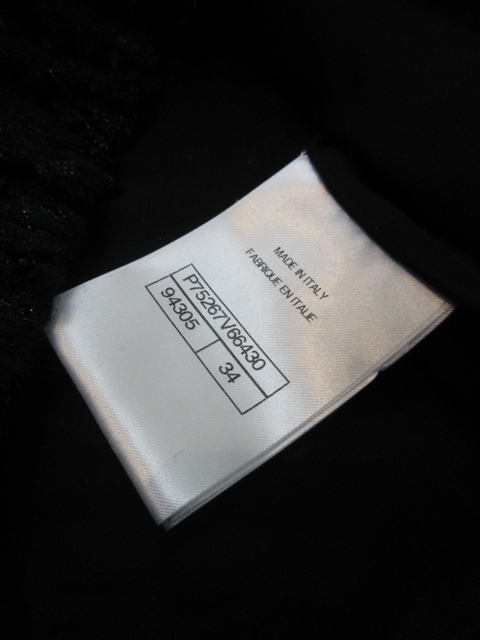 MADE IN ITALY
FABRIQUE EN ITALIE
P75267V66430
94305
34